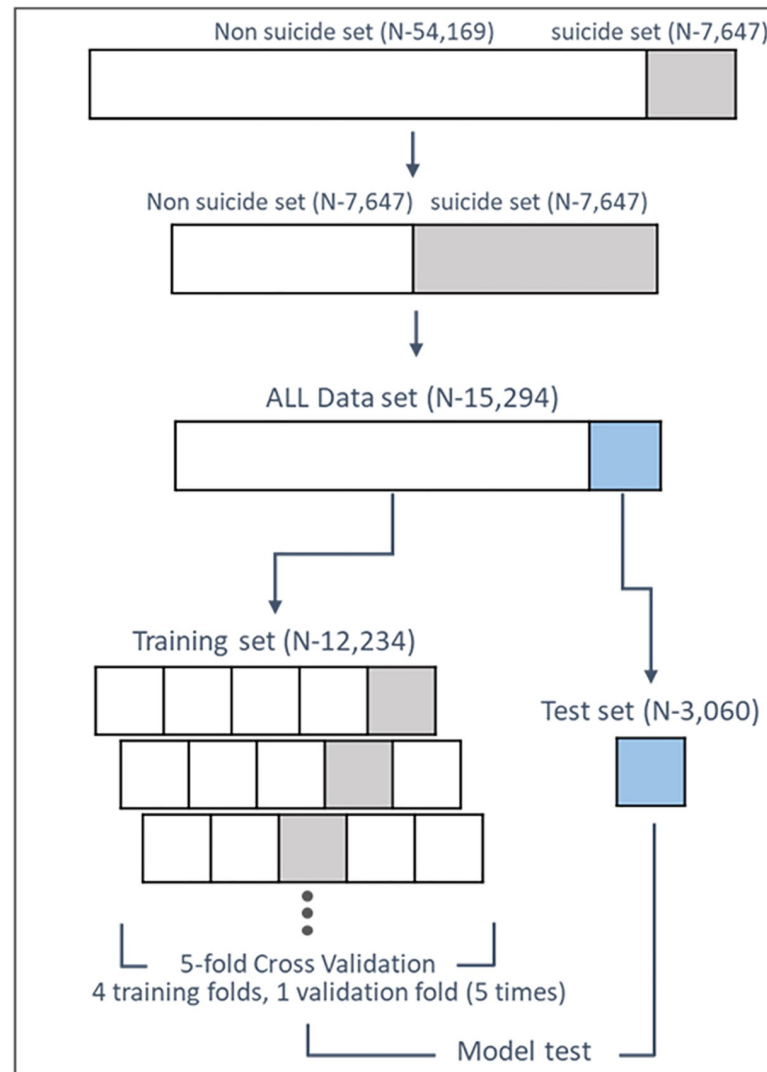 Non suicide set (N-54,169) suicide set (N-7,647)
Non suicide set (N-7,647) suicide set (N-7,647)
ALL Data set (N-15,294)
Training set (N-12,234)
Test set (N-3,060)
5-fold Cross Validation
4 training folds, 1 validation fold (5 times)
Model test